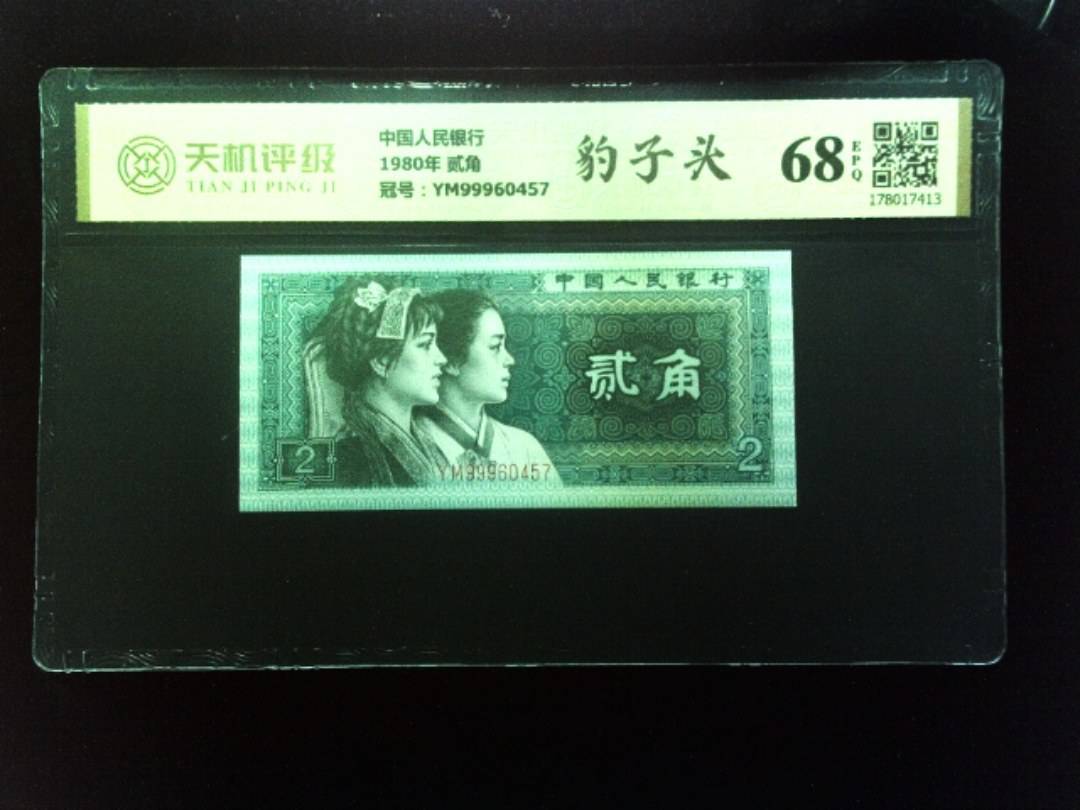 天机评级
TIAN JI PING JI
中国人民银行
1980年 贰角
冠号：YM99960457
豹子头
68
EPQ
178017413
中国人民银行
贰角
2
2
YM99960457